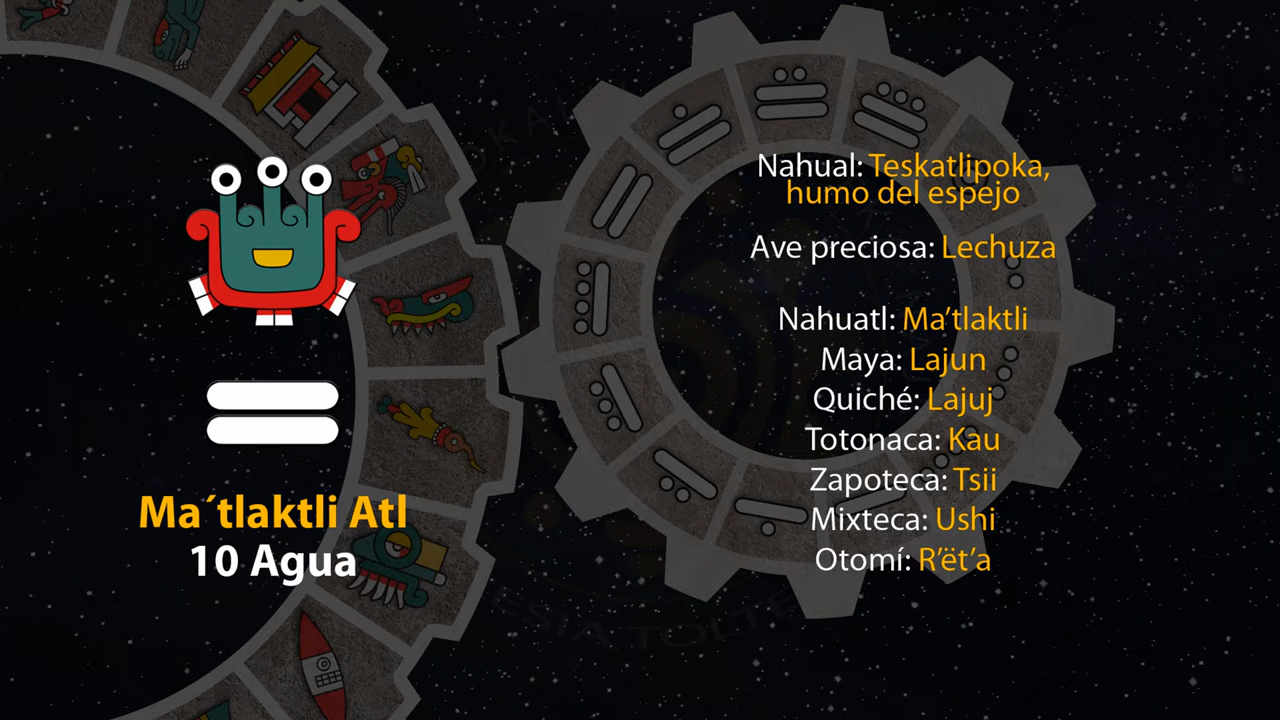 Ma´tlaktli Atl
10 Agua
Nahual: Teskatlipoka,
humo del espejo
Ave preciosa: Lechuza
Nahuatl: Ma’tlaktli
Maya: Lajun
Quiché: Lajuj
Totonaca: Kau
Zapoteca: Tsii
Mixteca: Ushi
Otomí: R’ët’a